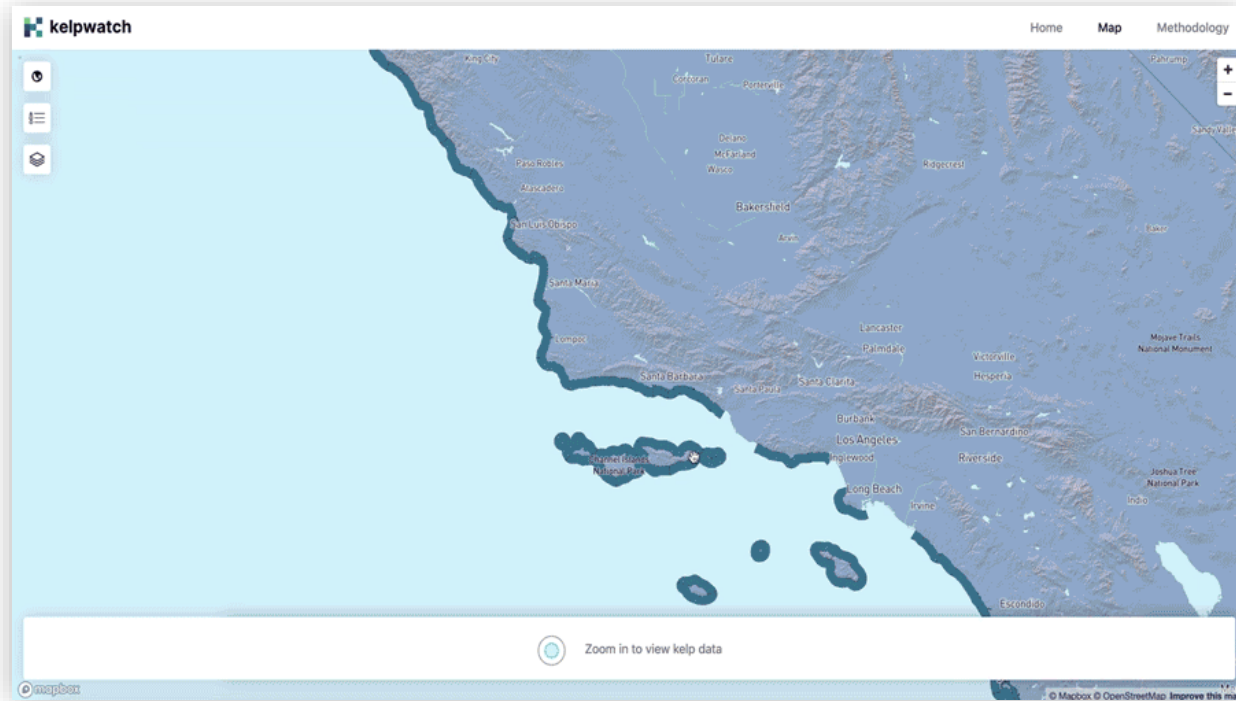 kelpwatch
Home Map Methodology
King City
Tulare
Pahrump
Corcoran
Porterville
Sandy Valle
Delano
McFarland
Wasco
Paso Robles
Ridgecrest
Atascadero
Bakersfield
San Luis Obispo
Baker
Arvin
Santa Maria
Lancaster
Lompoc
Palmdale
Mojave Trails
National Monument
Victorville
Hesperia
Santa Barbara
Santa Paula
Santa Clarita
Burbank
Los Angeles
San Bernardino
Inglewood
Riverside
Channel Islands
National Park
Joshua Tree
National Park
Long Beach
Indio
Irvine
Escondido
Zoom in to view kelp data
mapbox
© Mapbox © OpenStreetMap Improve this ma